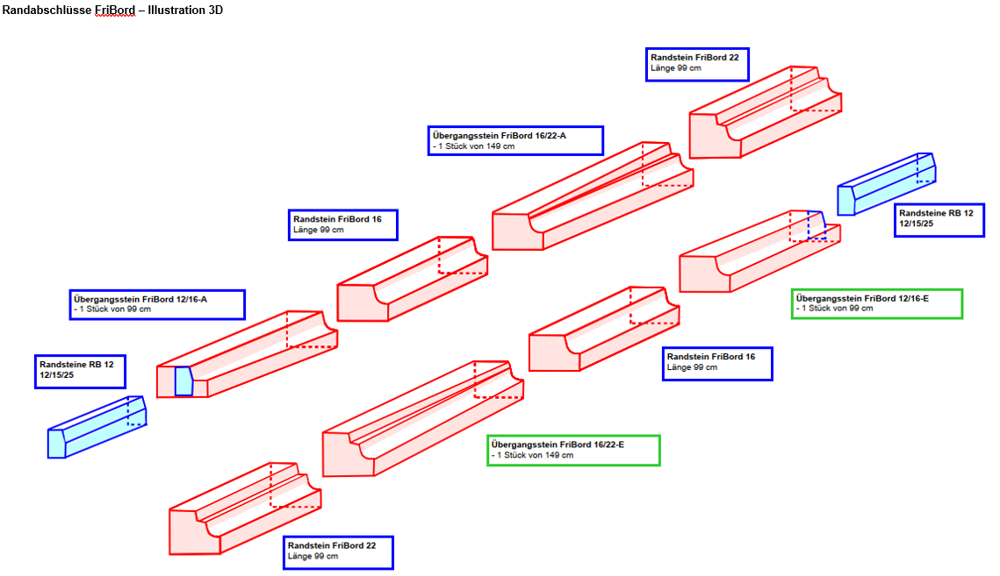 Randabschlüsse FriBord – Illustration 3D
Randstein FriBord 22
Länge 99 cm
Übergangsstein FriBord 16/22-A
- 1 Stück von 149 cm
Randstein FriBord 16
Länge 99 cm
Randsteine RB 12
12/15/25
Übergangsstein FriBord 12/16-A
- 1 Stück von 99 cm
Übergangsstein FriBord 12/16-E
- 1 Stück von 99 cm
Randsteine RB 12
12/15/25
Randstein FriBord 16
Länge 99 cm
Übergangsstein FriBord 16/22-E
- 1 Stück von 149 cm
Randstein FriBord 22
Länge 99 cm